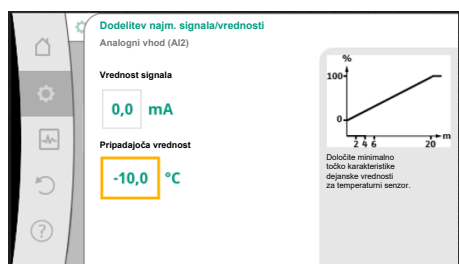 Dodelitev najm. signala/vrednosti
Analogni vhod (AI2)
Vrednost signala
0,0 mA
Pripadajoča vrednost
-10,0 °C
%
100
0
2 4 6 20
m
Določite minimalno
točko karakteristike
dejanske vrednosti
za temperaturni senzor.
?